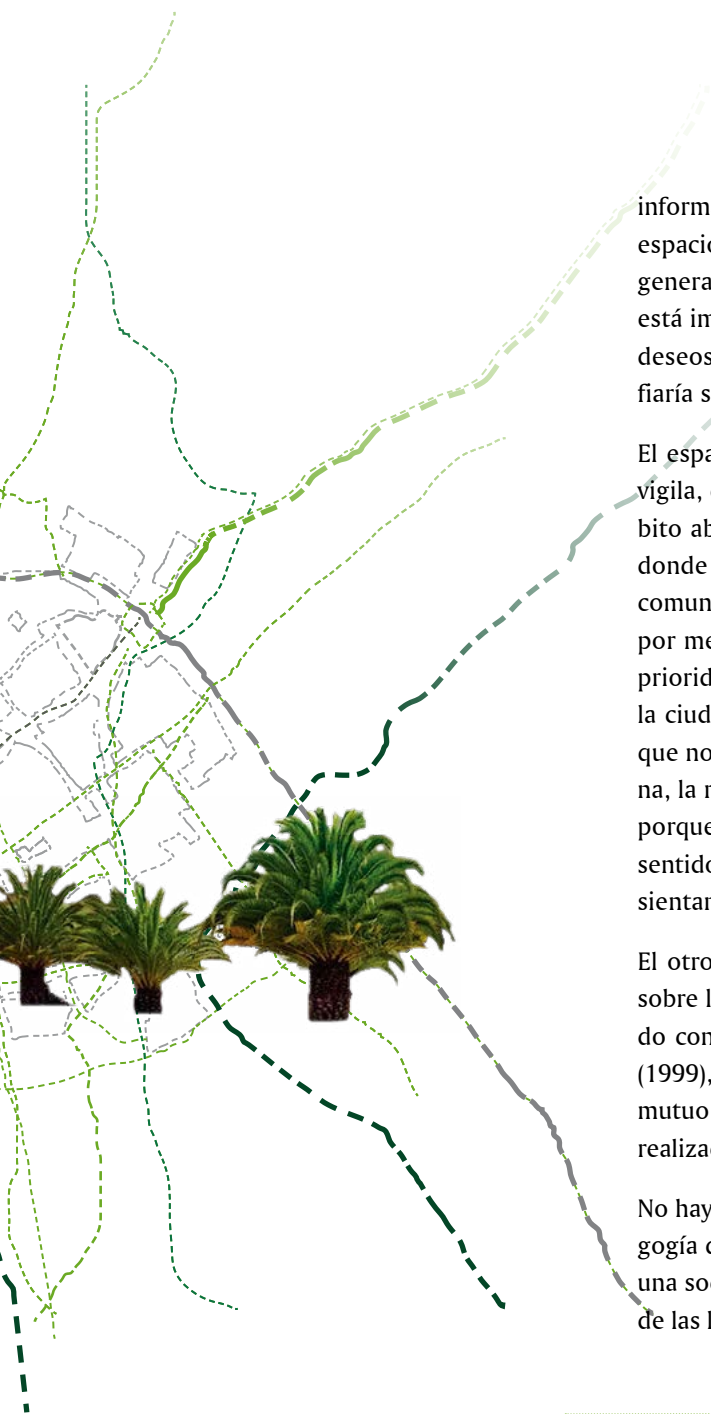 inform
espacio
genera
está im
deseos
fiaría s
El espa
vigila,
bito ab
donde
comun
por me
priorid
la ciud
que no
na, la
porque
sentido
sientan
El otro
sobre l
do con
(1999),
mutuo
realiza
No hay
gogía
una so
de las